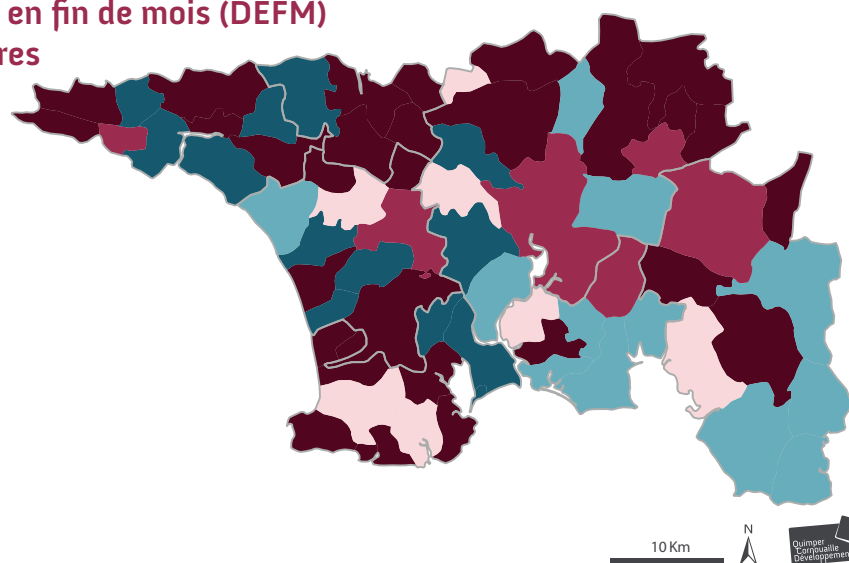 en fin de mois (DEFM)
res
10 Km
N
Quimper
Cornouaille
Développement